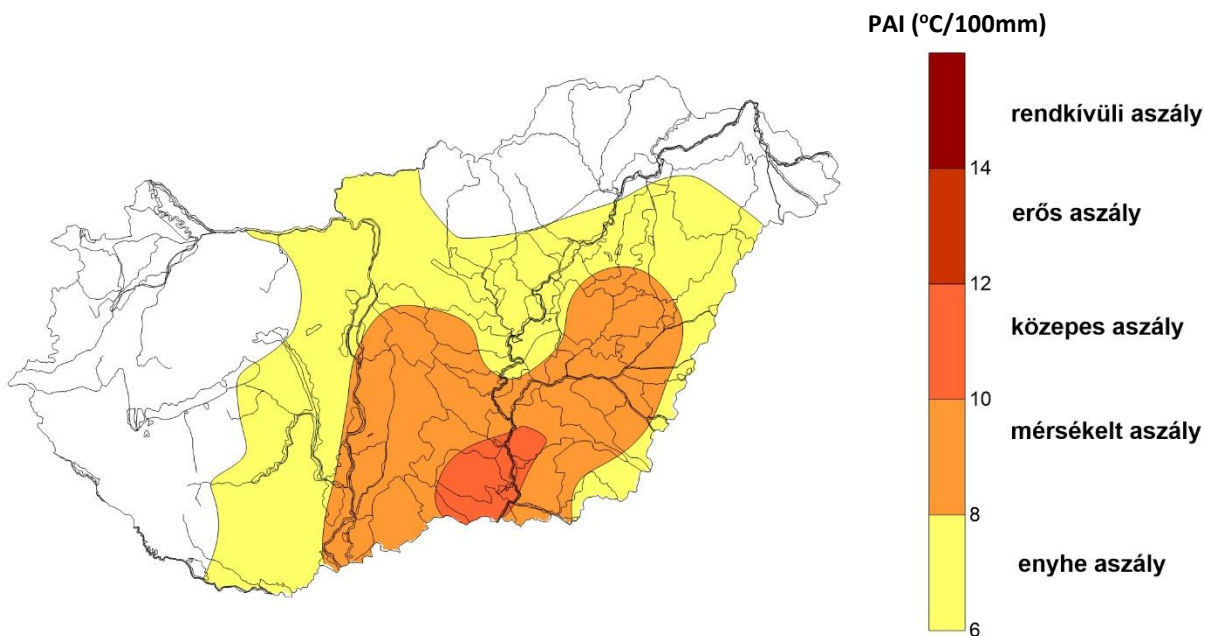 PAI (°C/100mm)
rendkívüli aszály
14
erős aszály
12
közepes aszály
10
mérsékelt aszály
8
enyhe aszály
6